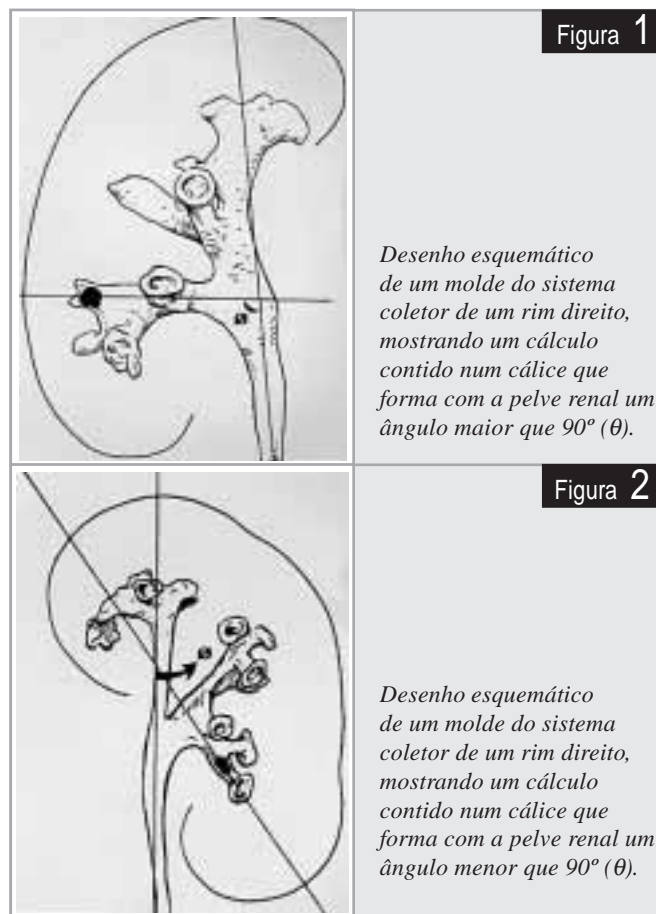 Figura 1
Desenho esquemático
de um molde do sistema
coletor de um rim direito,
mostrando um cálculo
contido num cálice que
forma com a pelve renal um
ângulo maior que 90º (θ).
Figura 2
Desenho esquemático
de um molde do sistema
coletor de um rim direito,
mostrando um cálculo
contido num cálice que
forma com a pelve renal um
ângulo menor que 90º (θ).